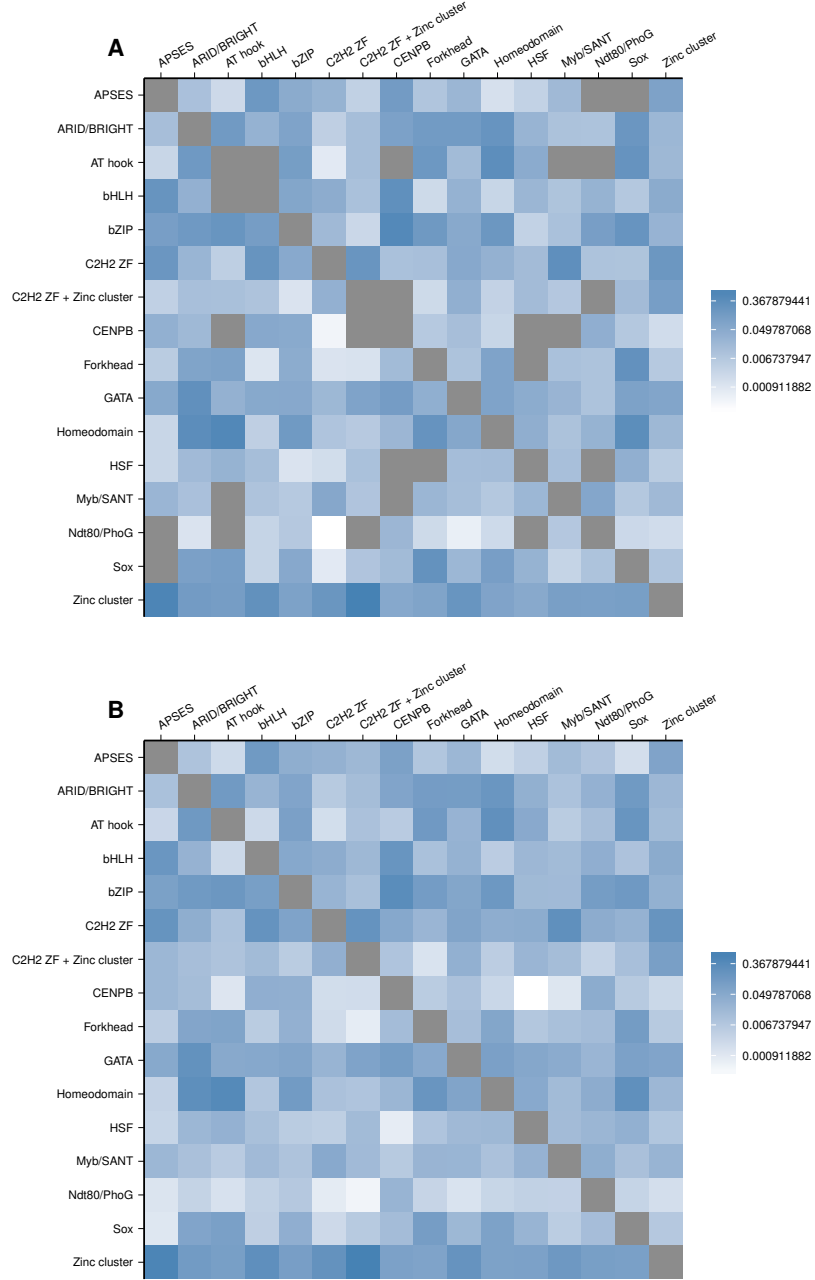 A
APSES ARID/BRIGHT AT hook bHLH bZIP C2H2 ZF C2H2 ZF + Zinc cluster CENPB Forkhead GATA Homeodomain HSF Myb/SANT Ndt80/PhoG Sox Zinc cluster
APSES
ARID/BRIGHT
AT hook
bHLH
bZIP
C2H2 ZF
C2H2 ZF + Zinc cluster
CENPB
Forkhead
GATA
Homeodomain
HSF
Myb/SANT
Ndt80/PhoG
Sox
Zinc cluster
0.367879441
0.049787068
0.006737947
0.000911882
B
APSES ARID/BRIGHT AT hook bHLH bZIP C2H2 ZF C2H2 ZF + Zinc cluster CENPB Forkhead GATA Homeodomain HSF Myb/SANT Ndt80/PhoG Sox Zinc cluster
APSES
ARID/BRIGHT
AT hook
bHLH
bZIP
C2H2 ZF
C2H2 ZF + Zinc cluster
CENPB
Forkhead
GATA
Homeodomain
HSF
Myb/SANT
Ndt80/PhoG
Sox
Zinc cluster
0.367879441
0.049787068
0.006737947
0.000911882